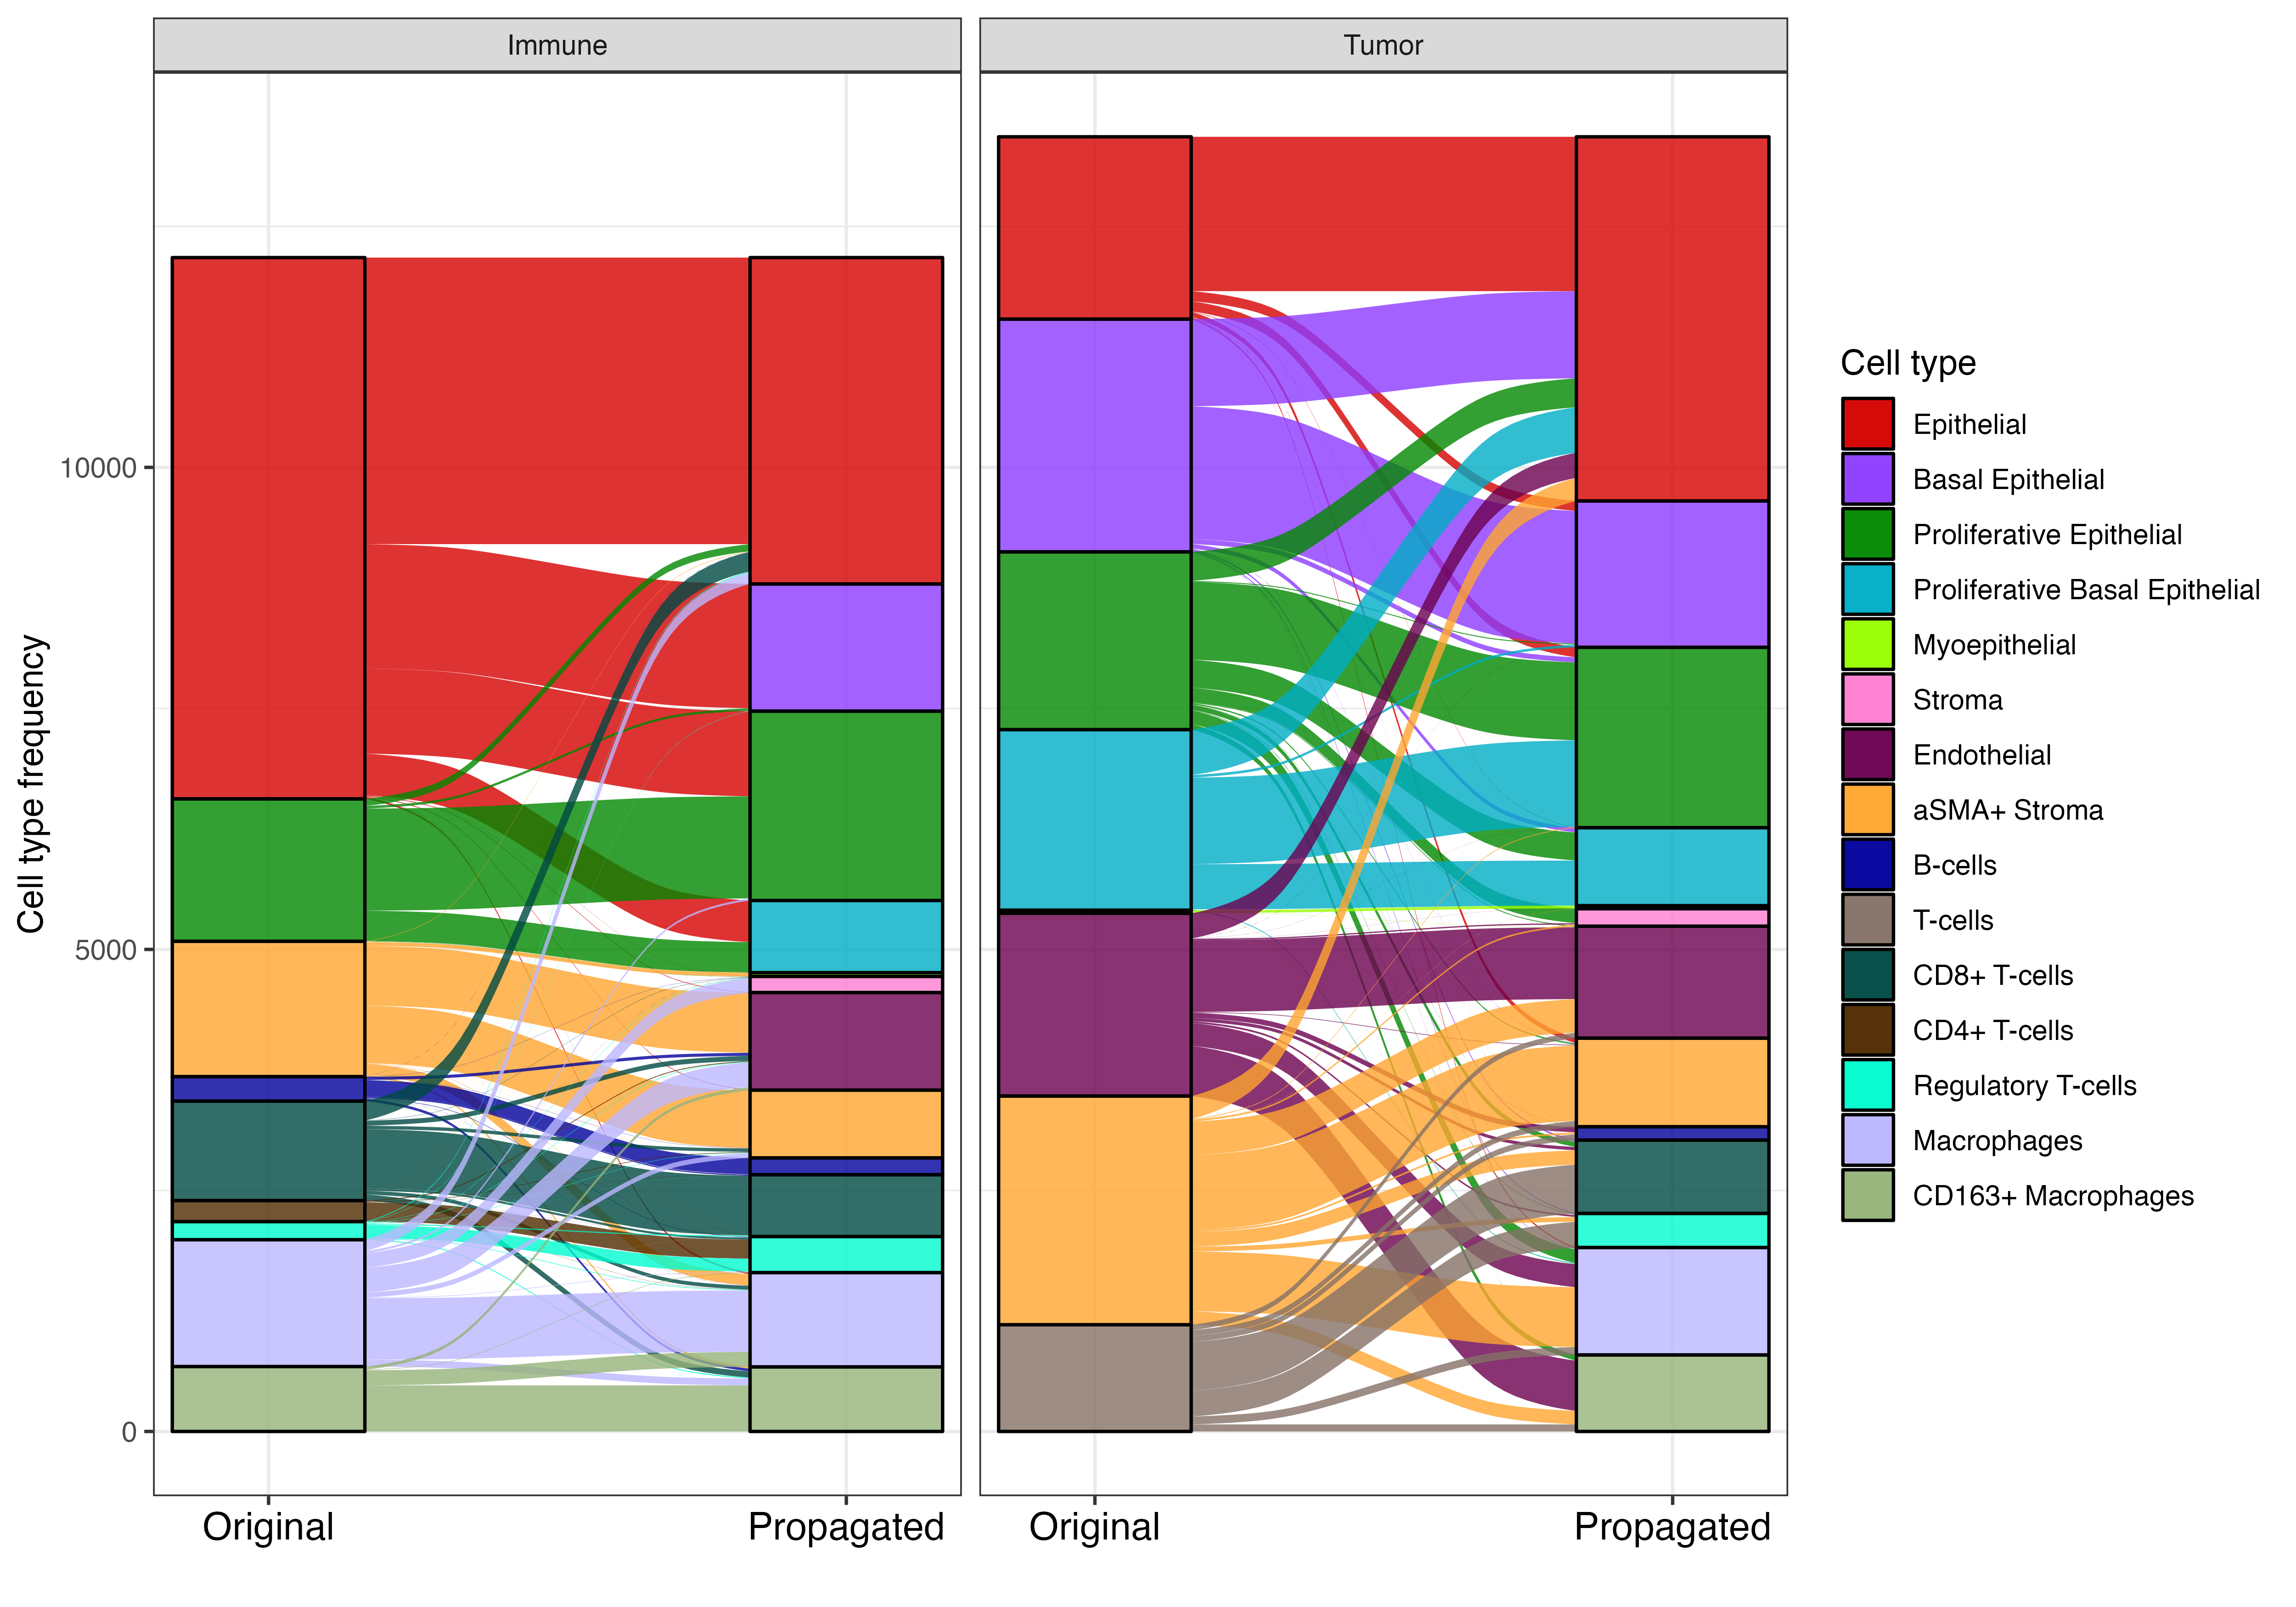 Immune
Tumor
Cell type frequency
10000
5000
0
Original
Propagated
Original
Propagated
Cell type
Epithelial
Basal Epithelial
Proliferative Epithelial
Proliferative Basal Epithelial
Myoepithelial
Stroma
Endothelial
aSMA+ Stroma
B-cells
T-cells
CD8+ T-cells
CD4+ T-cells
Regulatory T-cells
Macrophages
CD163+ Macrophages